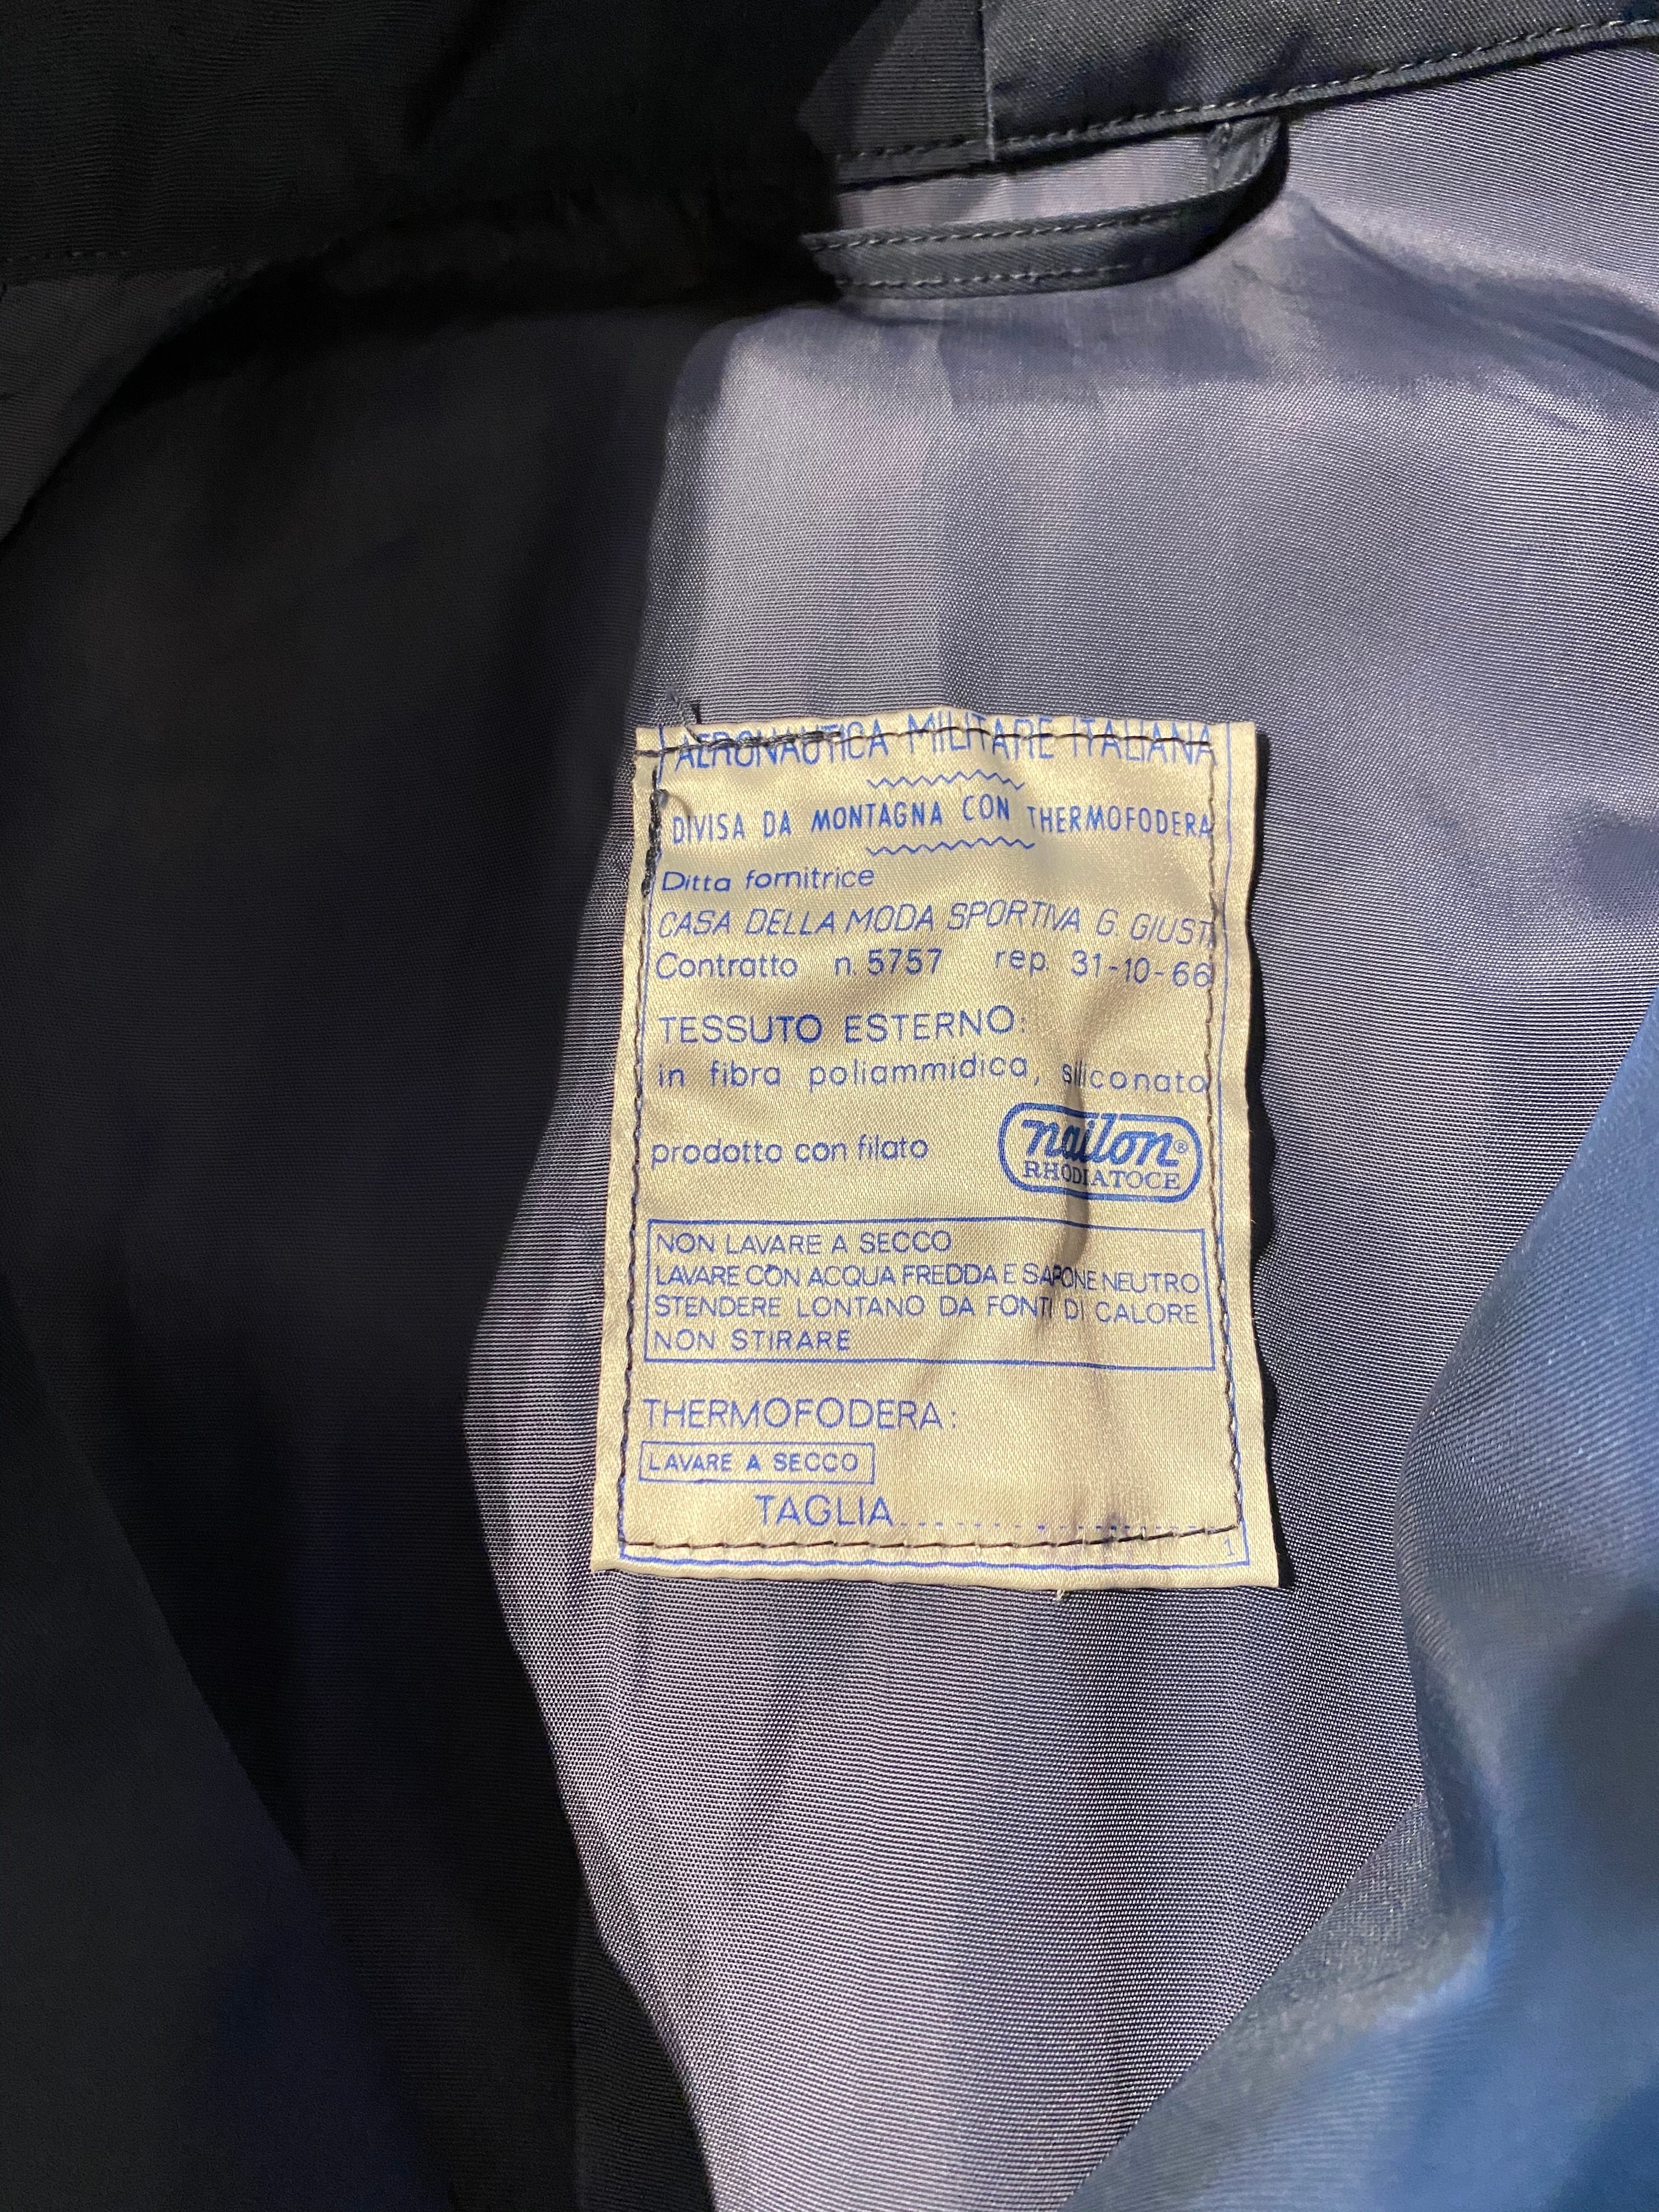 AERONAUTICA MILITARE ITALIANA
DIVISA DA MONTAGNA CON THERMOFODERA
Ditta fornitrice
CASA DELLA MODA SPORTIVA G. GIUSTI
Contratto n. 5757 rep. 31-10-66
TESSUTO ESTERNO:
in fibra poliammidica, siliconato
prodotto con filato
nailon®
RHODIATOCE
NON LAVARE A SECCO
LAVARE CON ACQUA FREDDA E SAPONE NEUTRO
STENDERE LONTANO DA FONTI DI CALORE
NON STIRARE
THERMOFODERA:
LAVARE A SECCO
TAGLIA..............
1